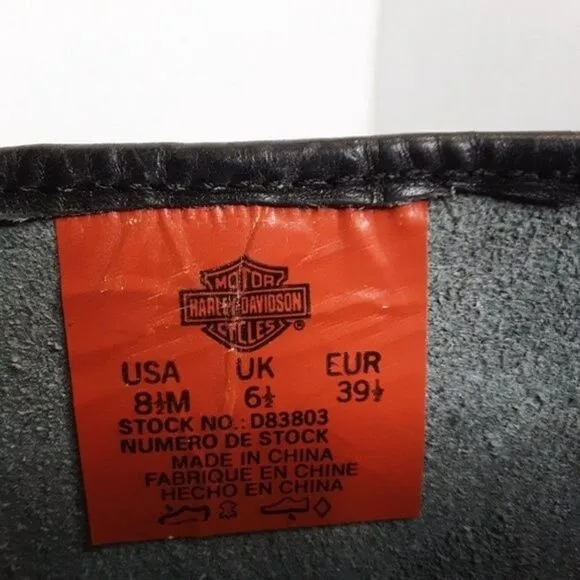 MOTOR
HARLEY-DAVIDSON
CYCLES ®
USA UK EUR
8½M 6½ 39½
STOCK NO.: D83803
NUMERO DE STOCK
MADE IN CHINA
FABRIQUE EN CHINE
HECHO EN CHINA